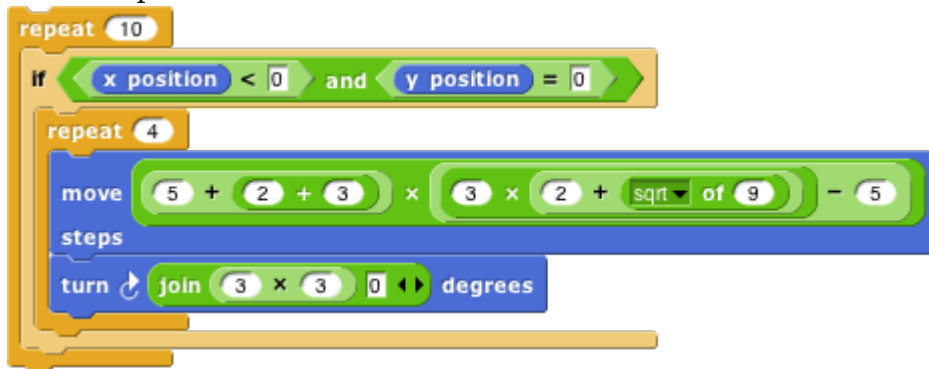 repeat 10
if x position < 0 and y position = 0
repeat 4
move 5 + 2 + 3 × 3 × 2 + sqrt of 9 - 5
steps
turn join 3 × 3 0 degrees